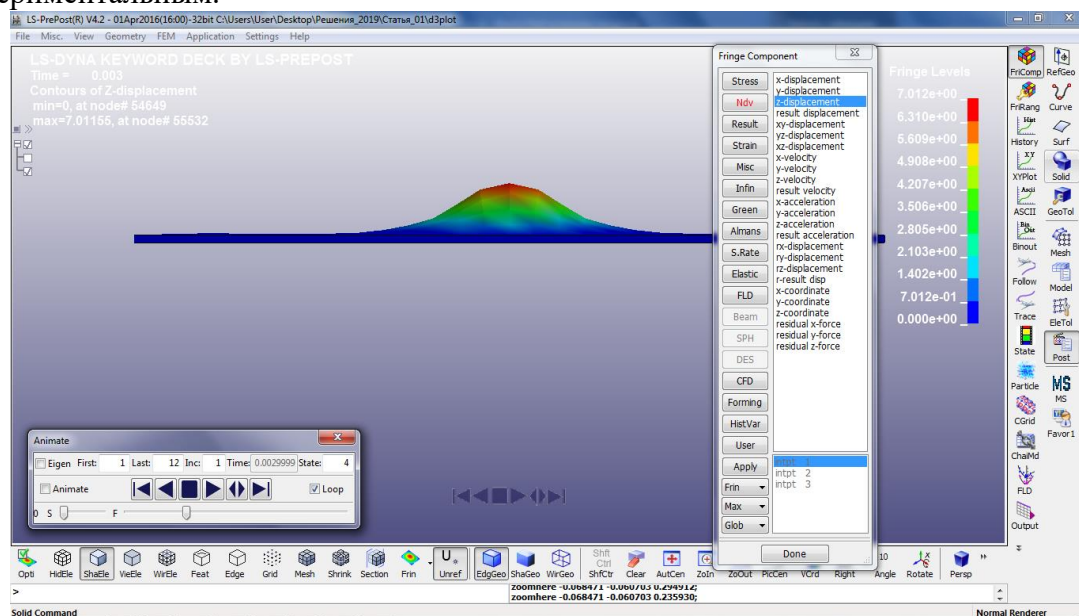 ериментальным.
LS-PrePost(R) V4.2 - 01Apr2016(16:00)-32bit C:\Users\User\Desktop\Решения_2019\Статья_01\d3plot
File Misc. View Geometry FEM Application Settings Help
LS-DYNA KEYWORD DECK BY LS-PREPOST
Time = 0.003
Contours of Z-displacement
min=0, at node# 54649
max=7.01155, at node# 55532
Fringe Component
Stress
Ndv
Result
Strain
Misc
Infin
Green
Almans
S.Rate
Elastic
FLD
Beam
SPH
DES
CFD
Forming
HistVar
User
Apply
Frin
Max
Glob
x-displacement
y-displacement
z-displacement
result displacement
xy-displacement
yz-displacement
xz-displacement
x-velocity
y-velocity
z-velocity
result velocity
x-acceleration
y-acceleration
z-acceleration
result acceleration
rx-displacement
ry-displacement
rz-displacement
r-result disp
x-coordinate
y-coordinate
z-coordinate
residual x-force
residual y-force
residual z-force
intpt 1
intpt 2
intpt 3
Done
Fringe Levels
7.012e+00
6.310e+00
5.609e+00
4.908e+00
4.207e+00
3.506e+00
2.805e+00
2.103e+00
1.402e+00
7.012e-01
0.000e+00
FriComp RefGeo
FriRang Curve
Hist
History Surf
XY
XYPlot Solid
Ascii
ASCII GeoTol
Bin Out
Binout Mesh
Follow Model
Trace EleTol
State Post
Particle MS
MS
CGrid Favor1
ChaiMd
FLD
Output
Animate
Eigen First: 1 Last: 12 Inc: 1 Time: 0.0029999 State: 4
Animate Loop
0 S F
Shft
Ctrl
10
Opti HidEle ShaEle VieEle WirEle Feat Edge Grid Mesh Shrink Section Frin Unref EdgGeo ShaGeo WirGeo ShfCtr Clear AutCen ZoIn ZoOut PicCen VCrd Right Angle Rotate Persp
zoomhere -0.068471 -0.060703 0.294912;
> zoomhere -0.068471 -0.060703 0.235930;
Solid Command Normal Renderer